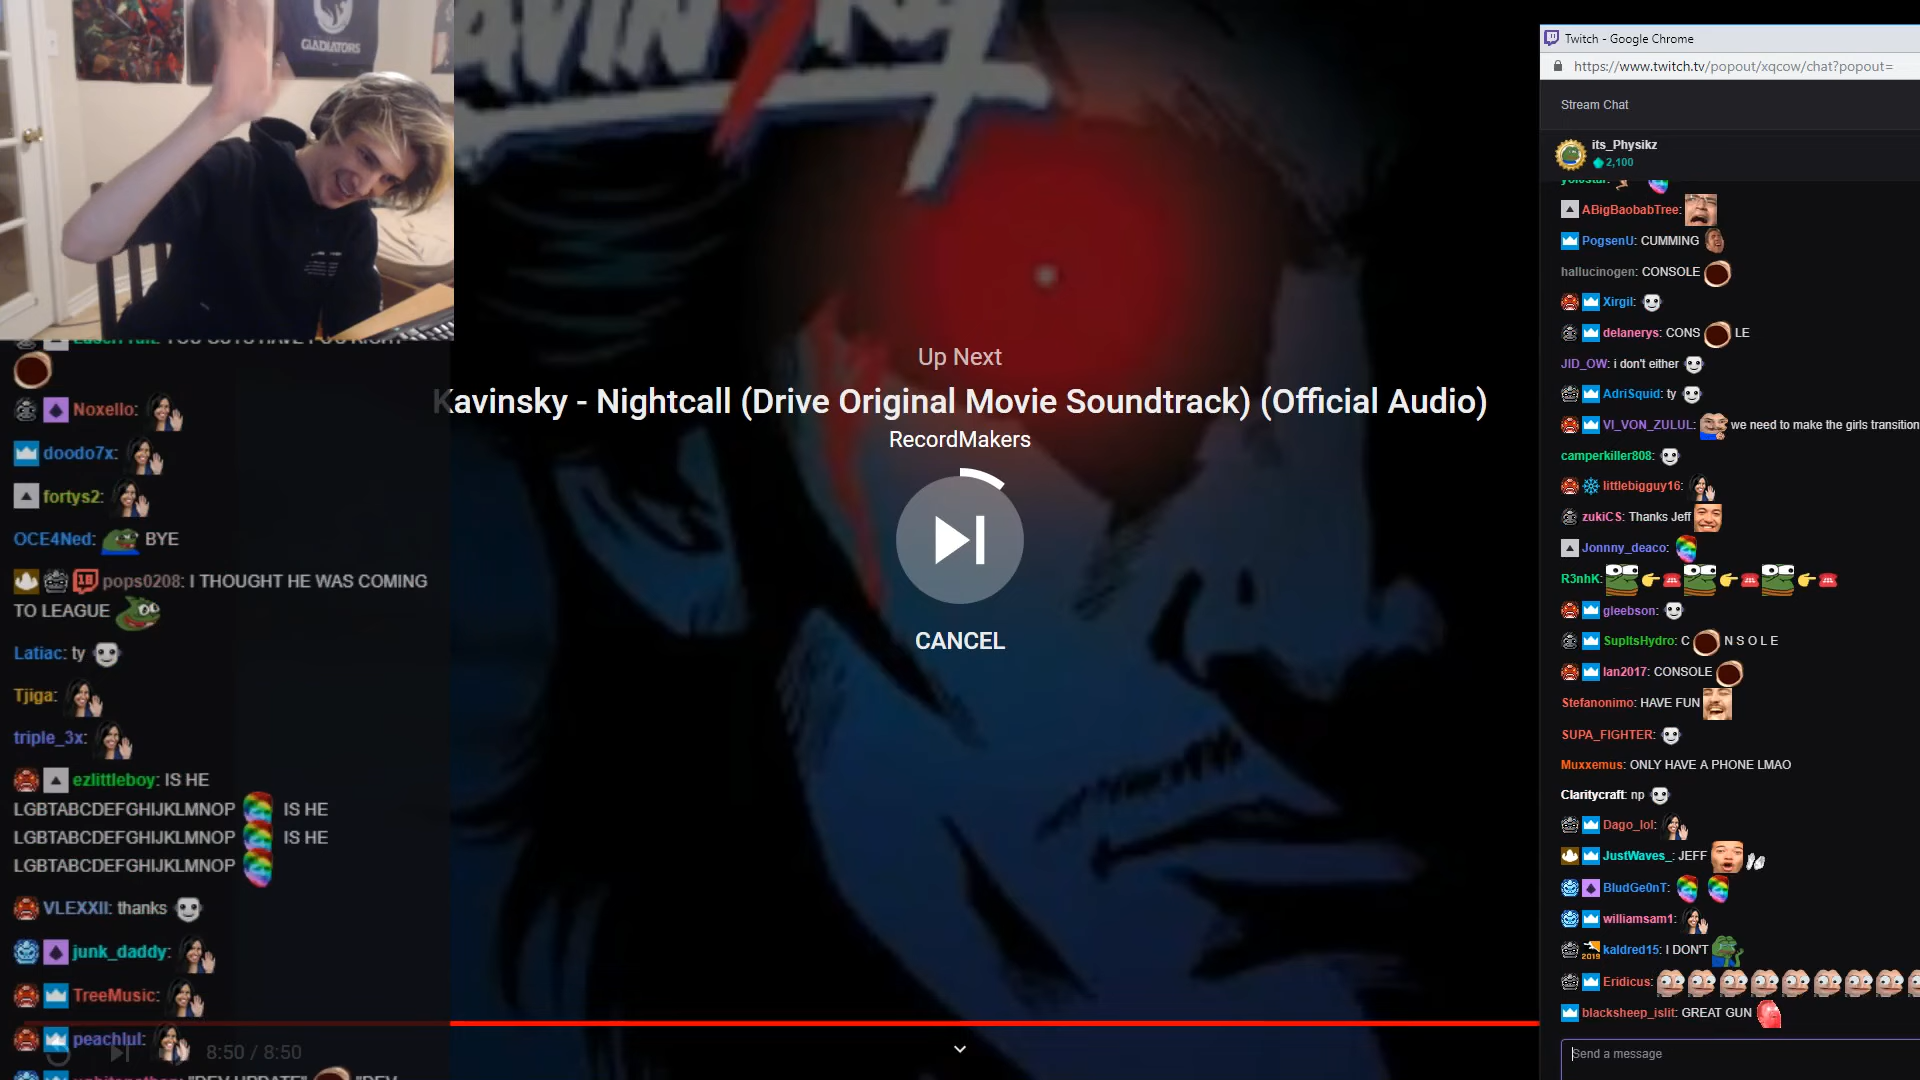 GLADIATORS
AVINSKY
Up Next
Kavinsky - Nightcall (Drive Original Movie Soundtrack) (Official Audio)
RecordMakers
CANCEL
Noxello:
doodo7x:
fortys2:
OCE4Ned: BYE
pops0208: I THOUGHT HE WAS COMING
TO LEAGUE
Latiac: ty
Tjiga:
triple_3x:
ezlittleboy: IS HE
LGBTABCDEFGHIJKLMNOP IS HE
LGBTABCDEFGHIJKLMNOP IS HE
LGBTABCDEFGHIJKLMNOP
VLEXXII: thanks
junk_daddy:
TreeMusic:
peachlul:
8:50 / 8:50
Twitch - Google Chrome
https://www.twitch.tv/popout/xqcow/chat?popout=
Stream Chat
its_Physikz
2,100
yolostar:
ABigBaobabTree:
PogsenU: CUMMING
hallucinogen: CONSOLE
Xirgil:
delanerys: CONS LE
JID_OW: i don't either
AdriSquid: ty
VI_VON_ZULUL: we need to make the girls transition
camperkiller808:
littlebigguy16:
zukiCS: Thanks Jeff
Jonnny_deaco:
R3nhK:
gleebson:
SupItsHydro: C N S O L E
Ian2017: CONSOLE
Stefanonimo: HAVE FUN
SUPA_FIGHTER:
Muxxemus: ONLY HAVE A PHONE LMAO
Claritycraft: np
Dago_lol:
JustWaves_: JEFF
BludGe0nT:
williamsam1:
kaldred15: I DON'T
Eridicus:
blacksheep_islit: GREAT GUN
Send a message